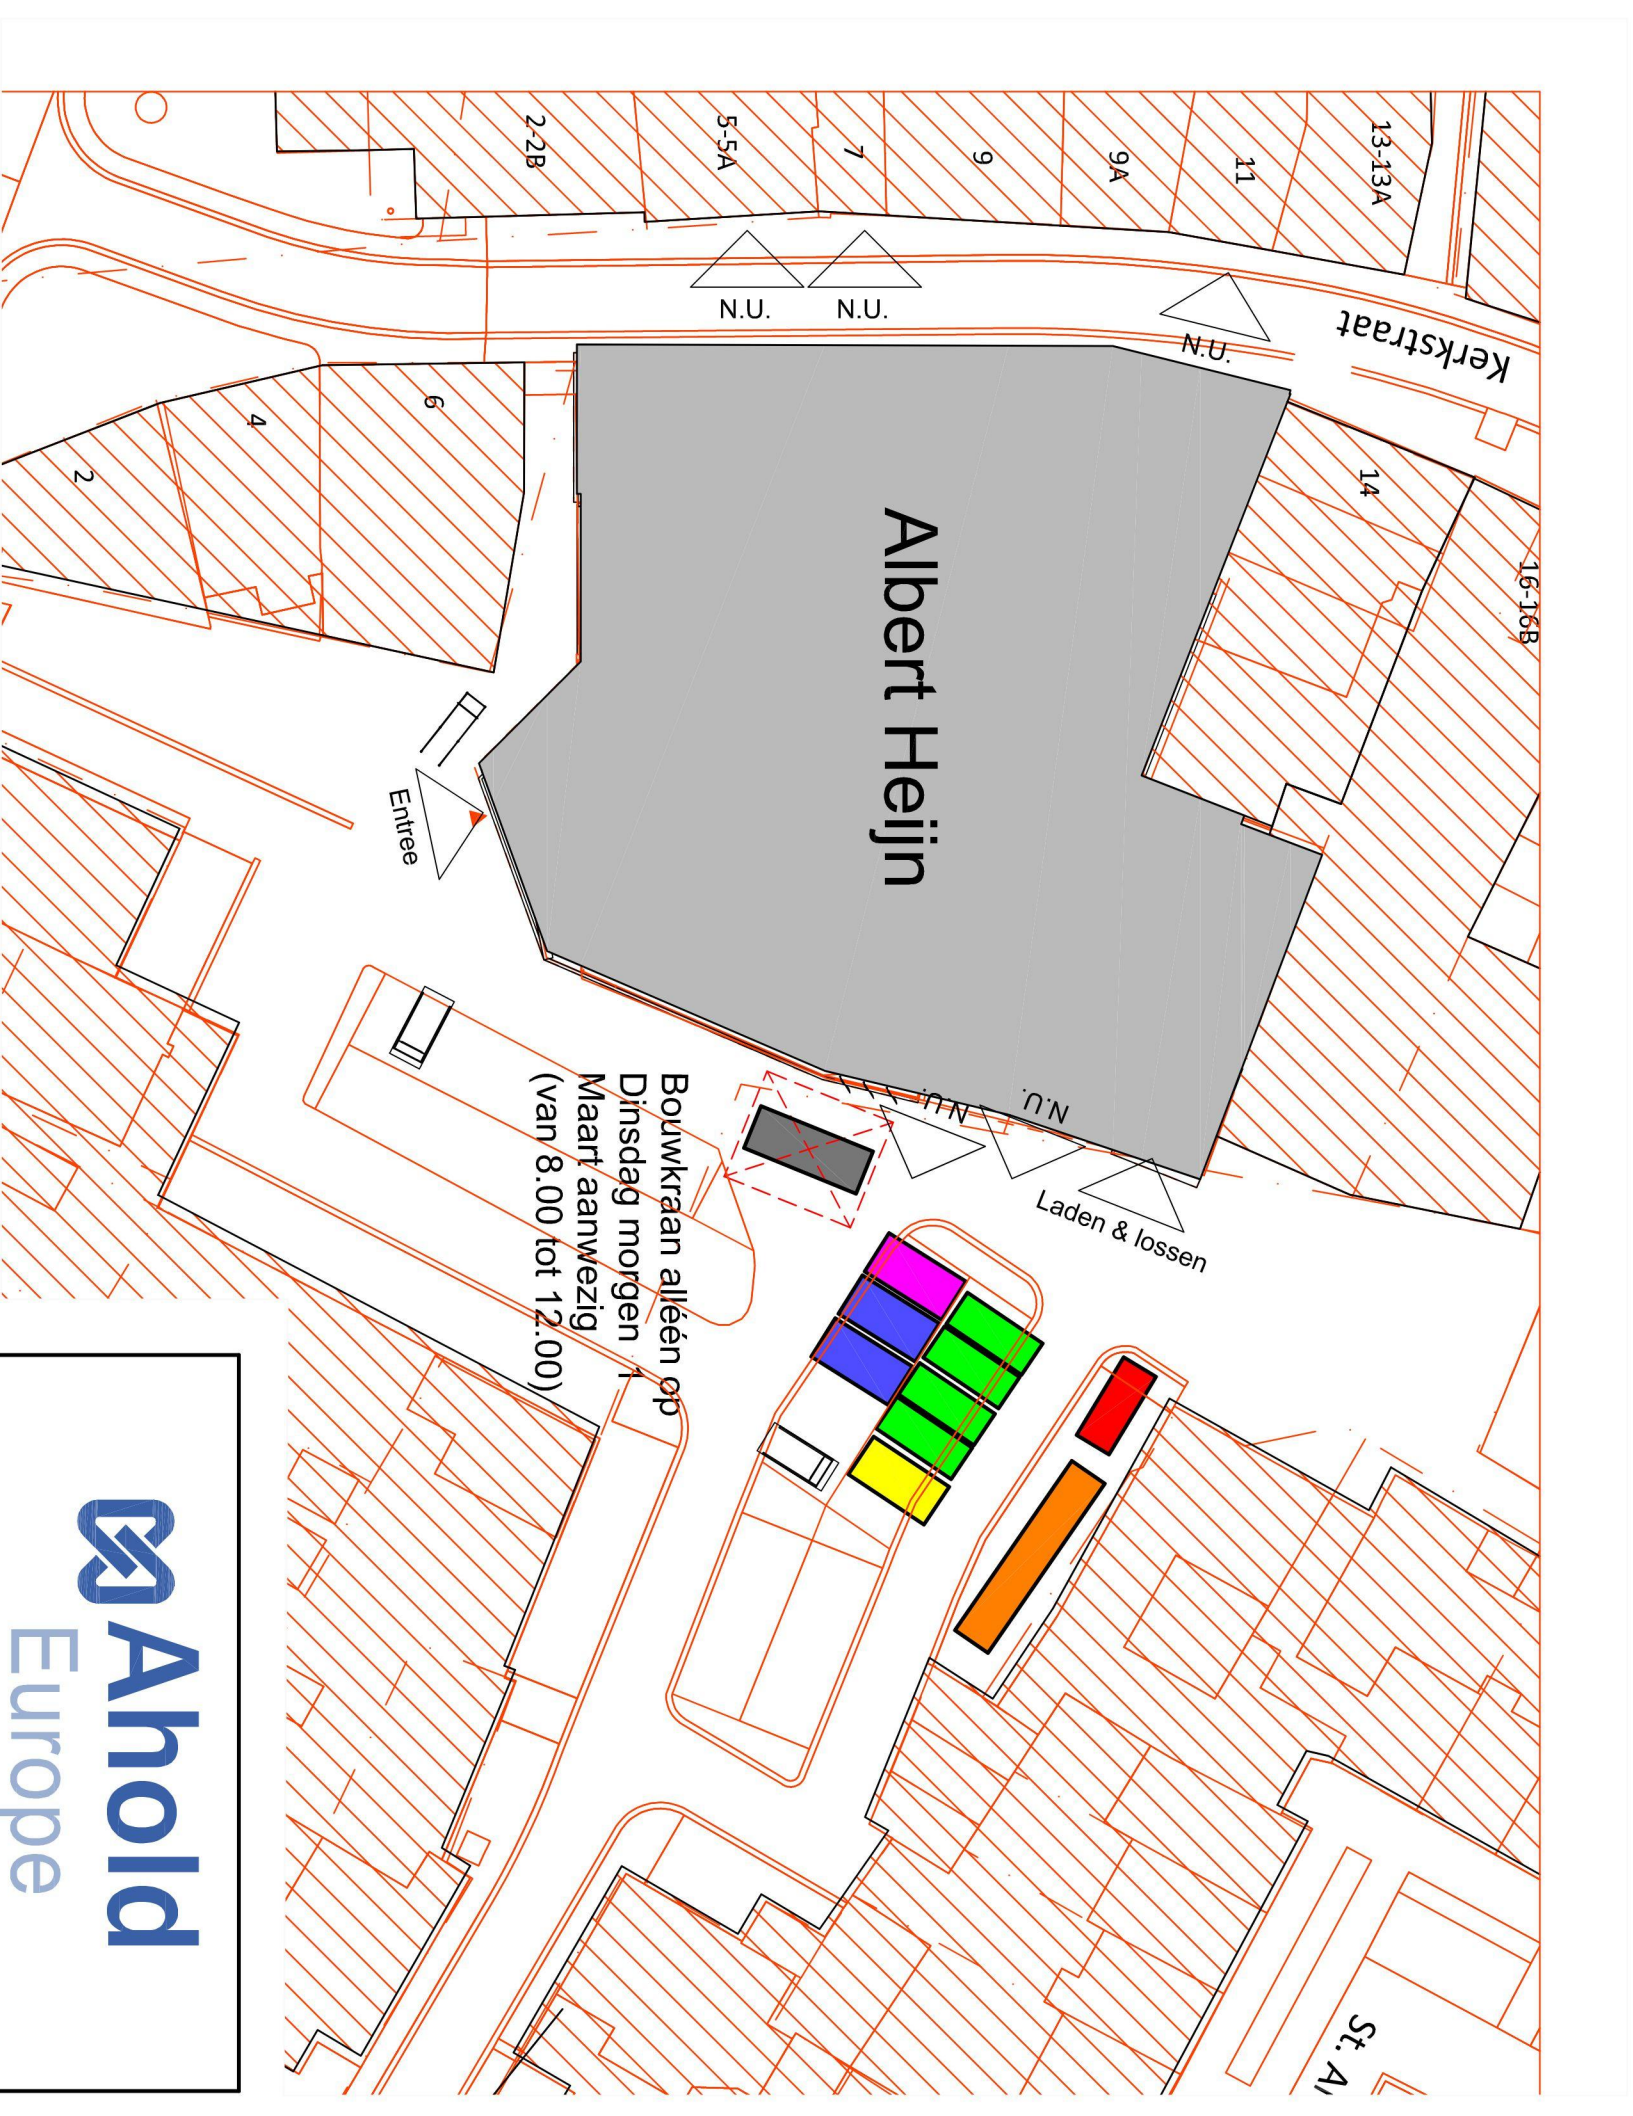 2-2B
5-5A
7
9
9A
11
13-13A
N.U.
N.U.
N.U.
Kerkstraat
2
4
6
14
16-16B
Albert Heijn
Entree
N.U.
N.U.
Laden & lossen
Bouwkraan alléén op
Dinsdag morgen 1
Maart aanwezig
(van 8.00 tot 12.00)
Ahold
Europe